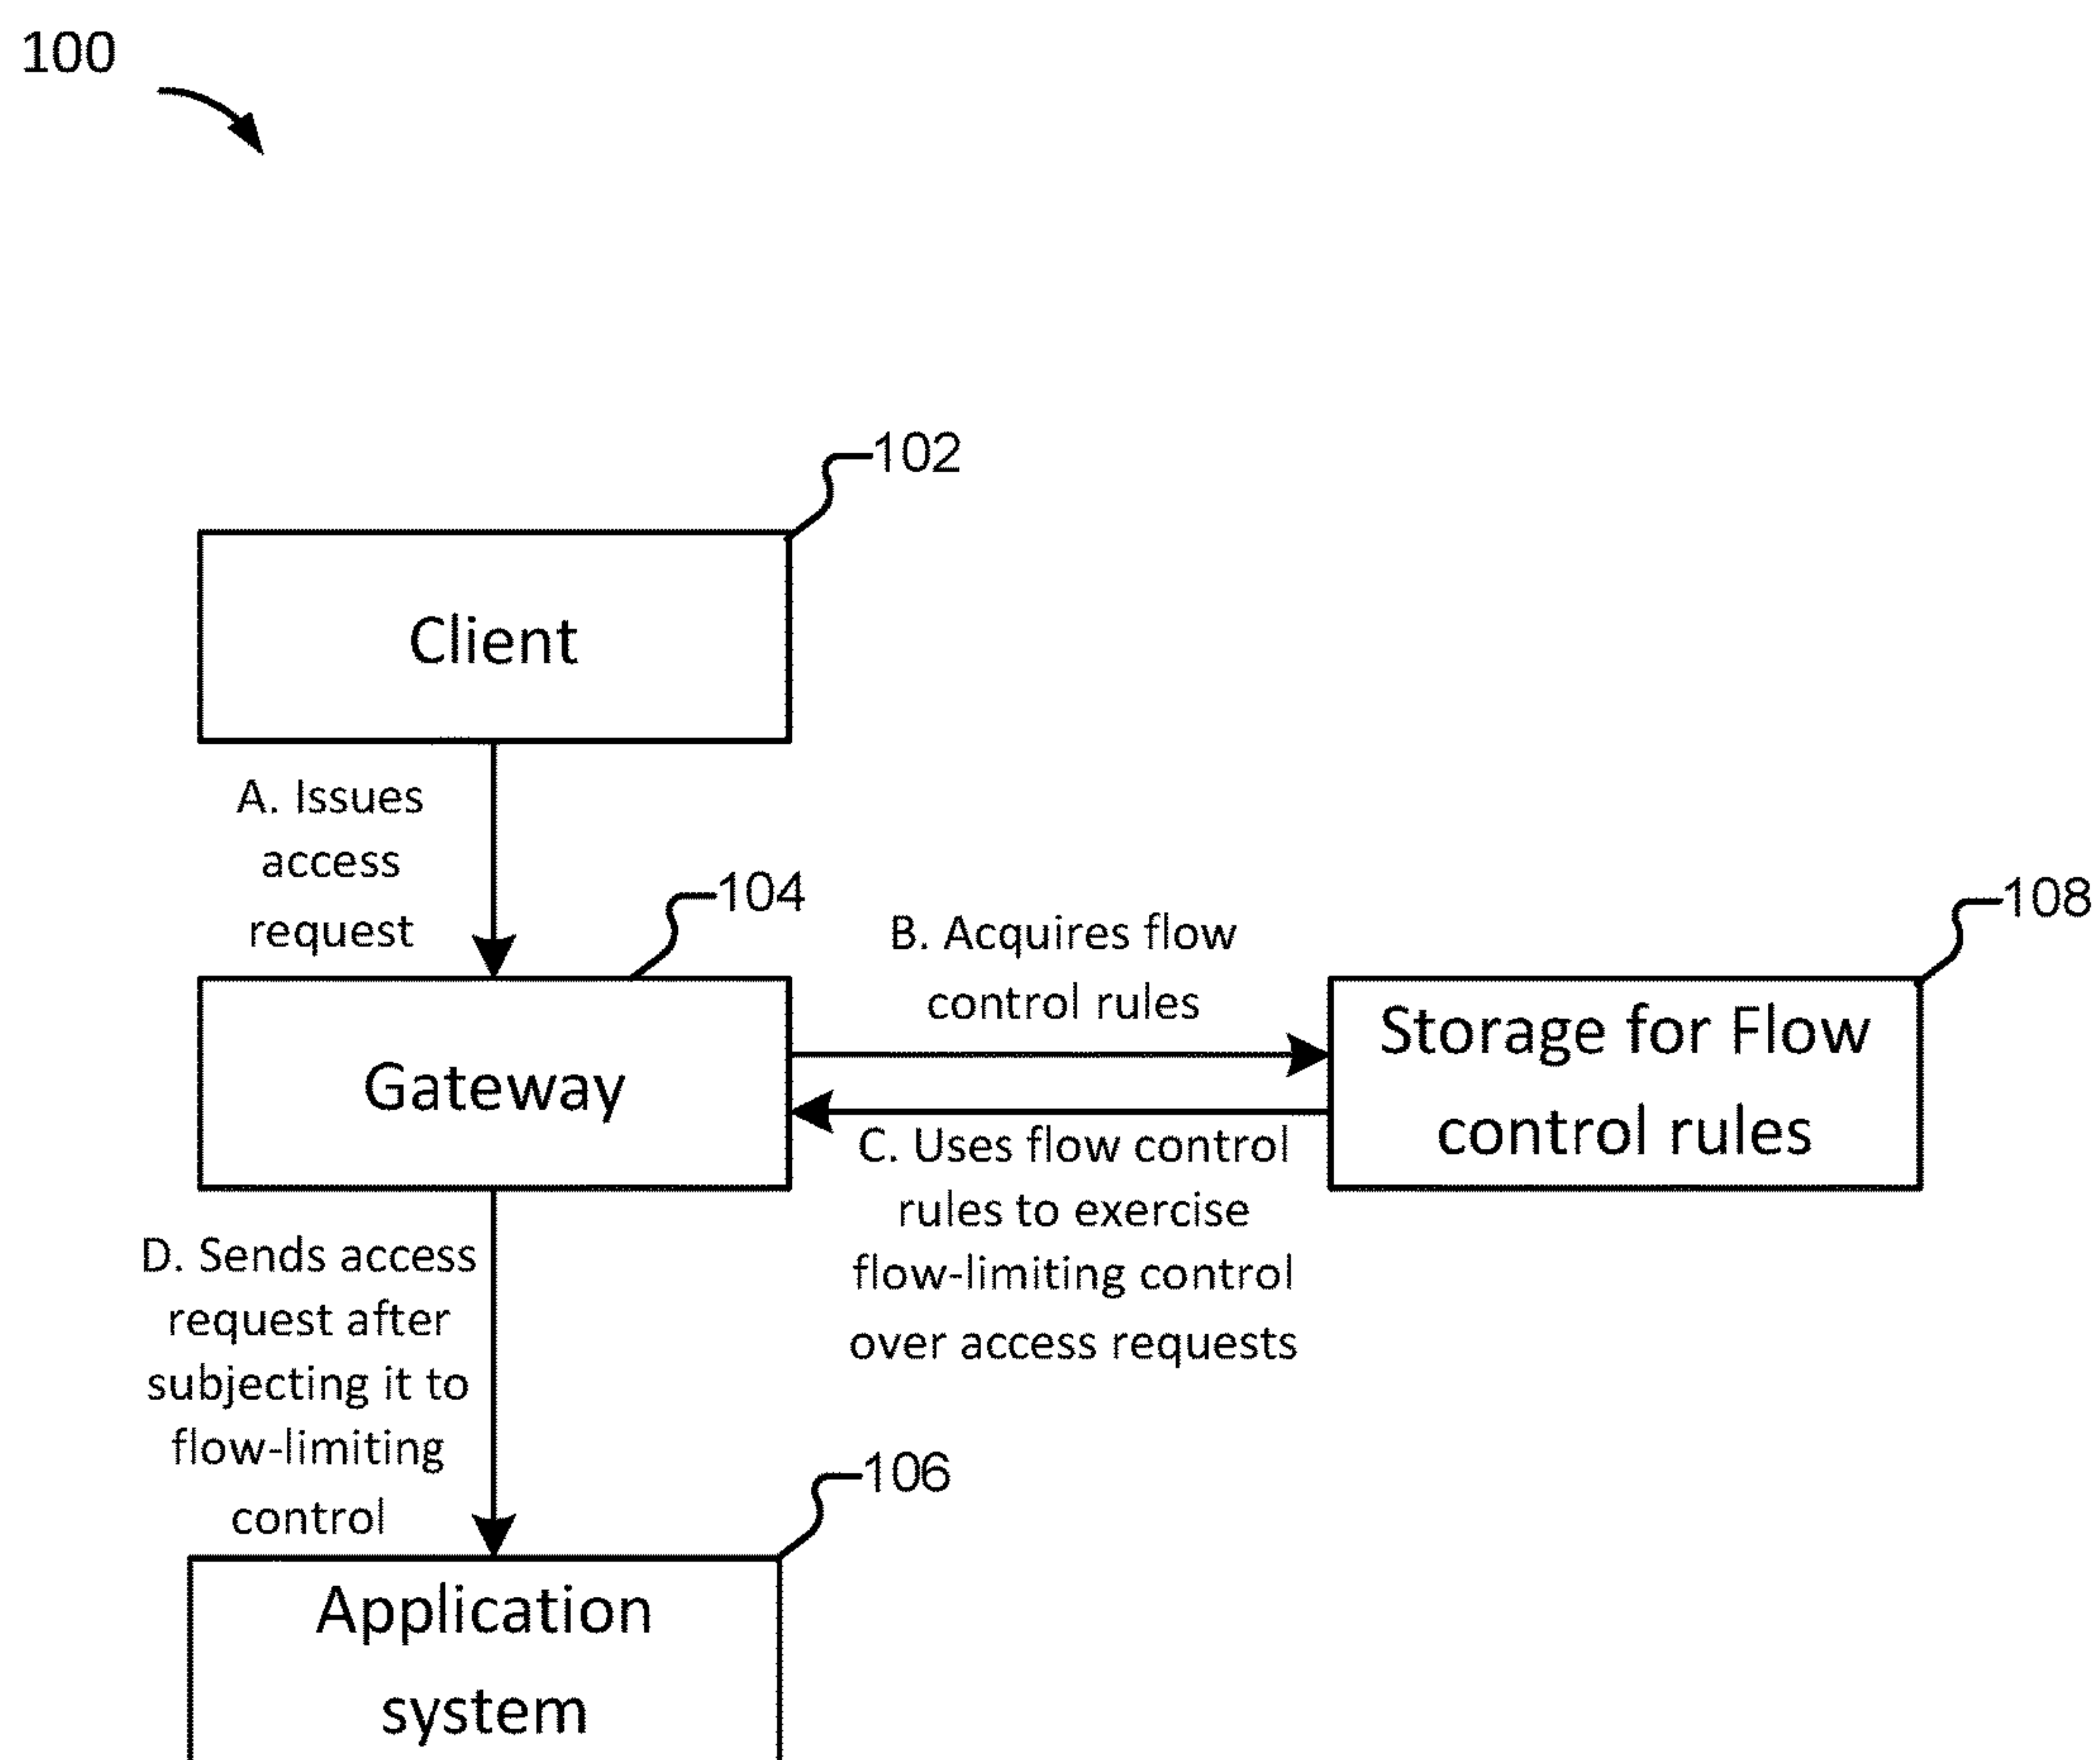 100
102
Client
A. Issues
access
request
104
B. Acquires flow
control rules
108
Gateway
Storage for Flow
control rules
C. Uses flow control
rules to exercise
flow-limiting control
over access requests
D. Sends access
request after
subjecting it to
flow-limiting
control
106
Application
system